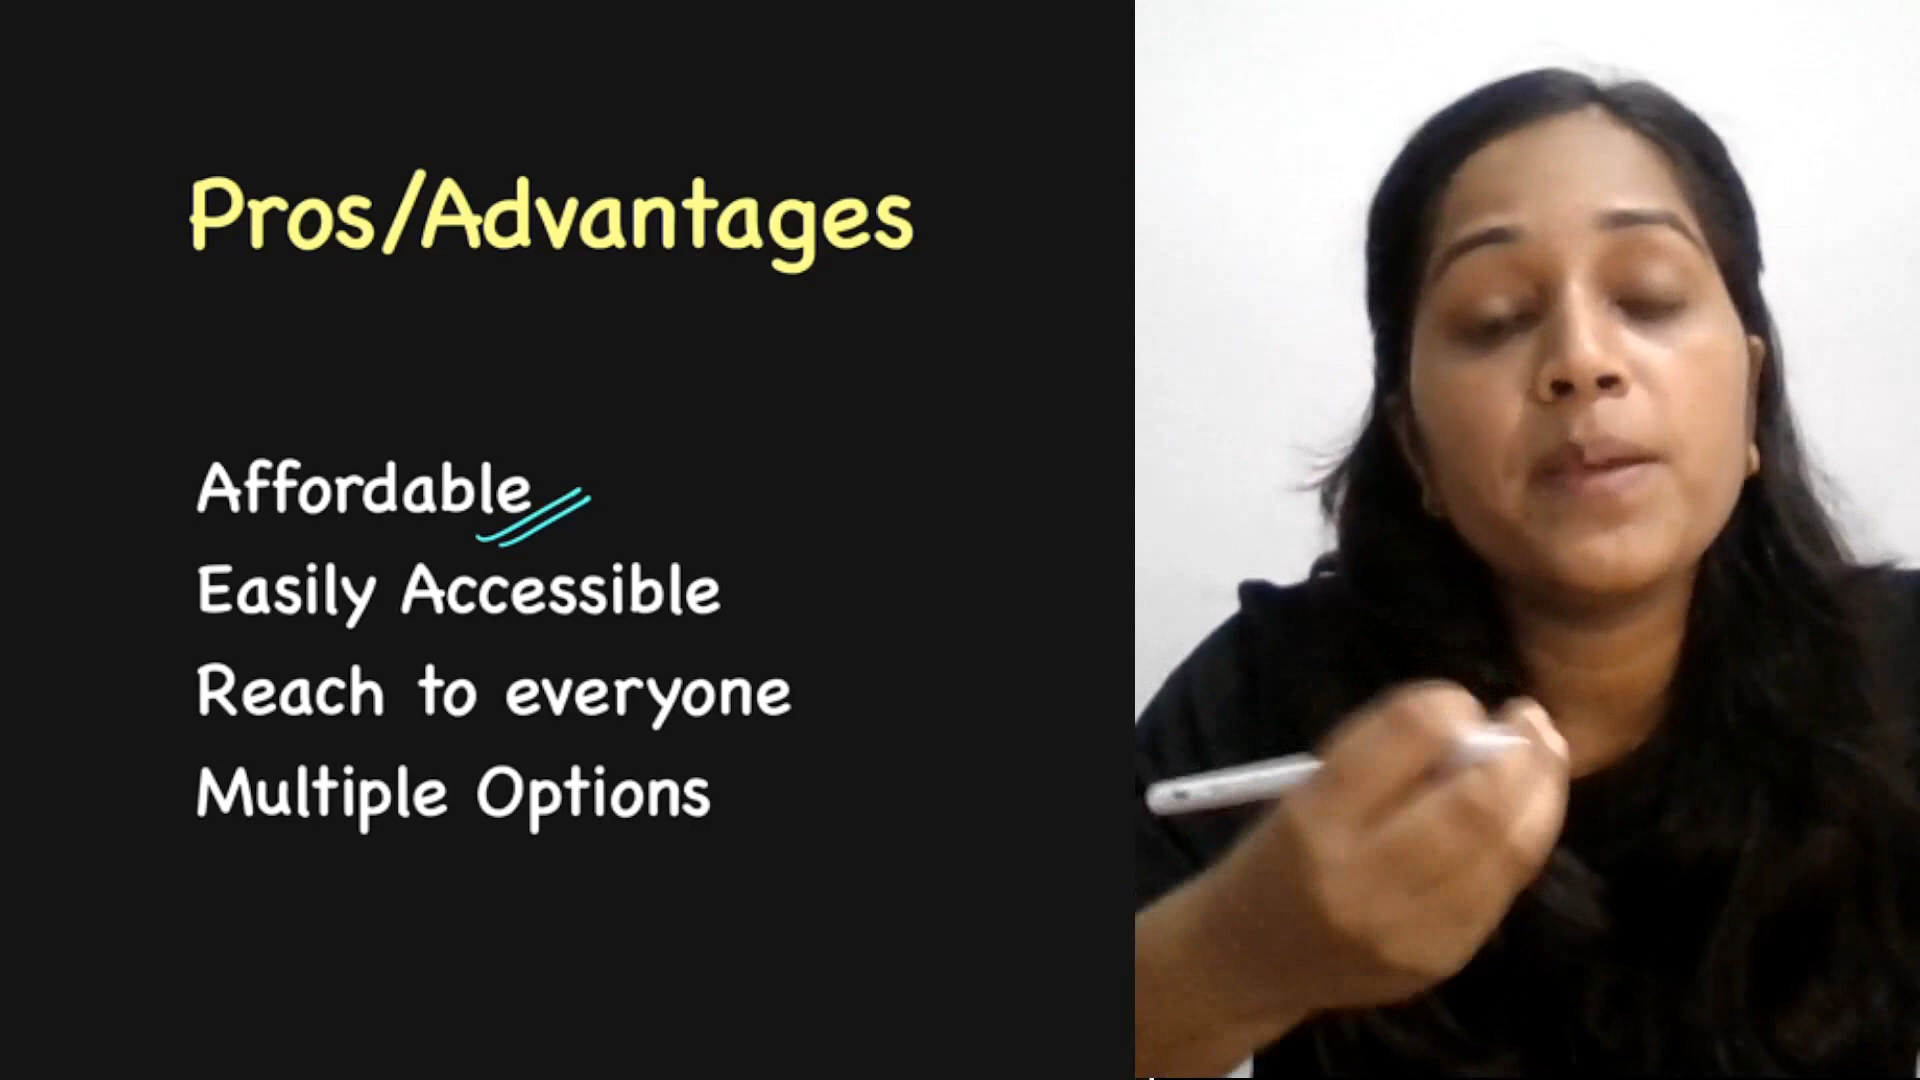 Pros/Advantages
Affordable
Easily Accessible
Reach to everyone
Multiple Options